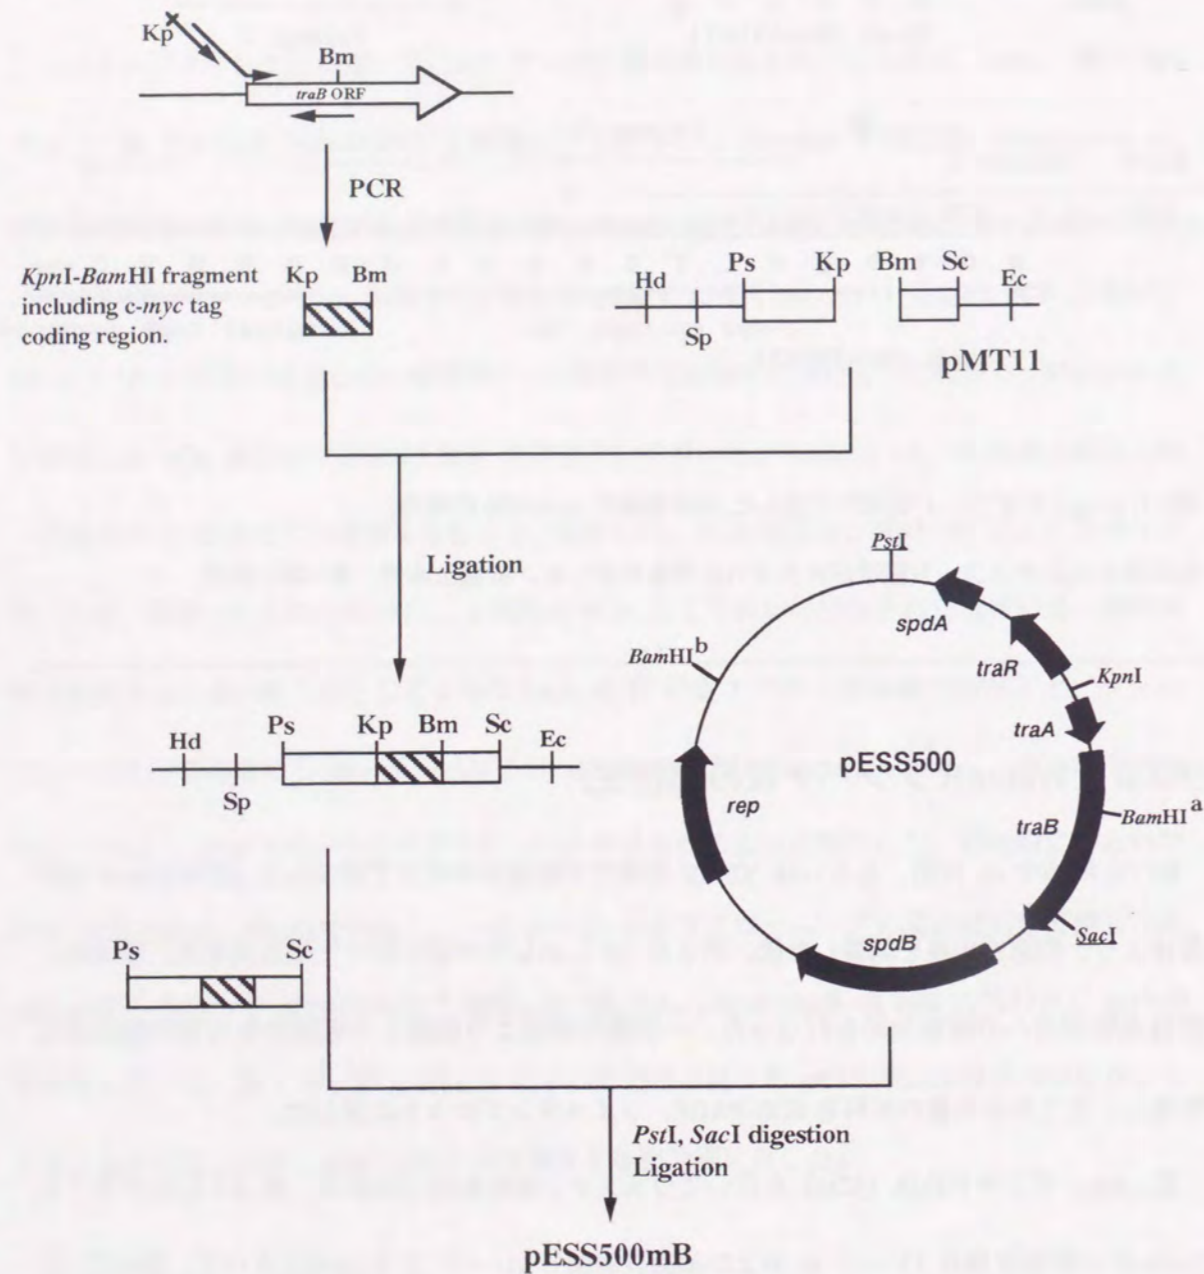 Kp
Bm
traB ORF
PCR
KpnI-BamHI fragment
including c-myc tag
coding region.
Kp Bm
Ps Kp Bm Sc
Hd Ec
Sp
pMT11
Ligation
PstI
spdA
BamHIb
traR
KpnI
traA
pESS500
rep
traB
BamHIa
SacI
spdB
Ps Kp Bm Sc
Hd Ec
Sp
Ps Sc
PstI, SacI digestion
Ligation
pESS500mB